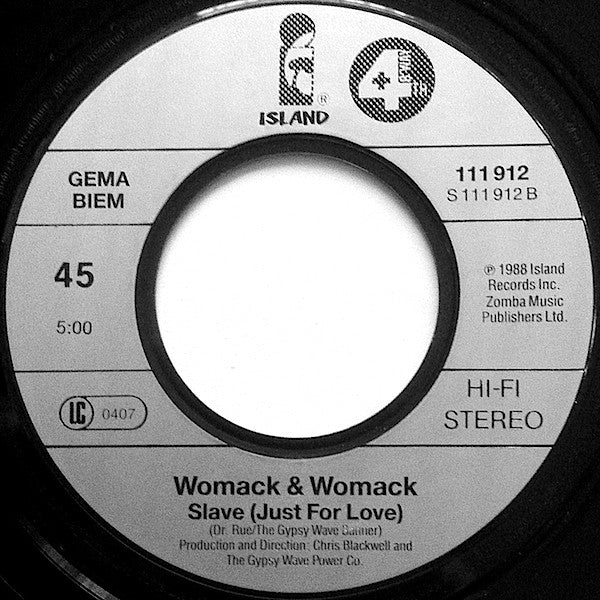 ISLAND
®
4th
GEMA
BIEM
111 912
S 111 912 B
45
5:00
℗ 1988 Island
Records Inc.
Zomba Music
Publishers Ltd.
LC 0407
HI-FI
STEREO
Womack & Womack
Slave (Just For Love)
(Dr. Rue/The Gypsy Wave Banner)
Production and Direction: Chris Blackwell and
The Gypsy Wave Power Co.